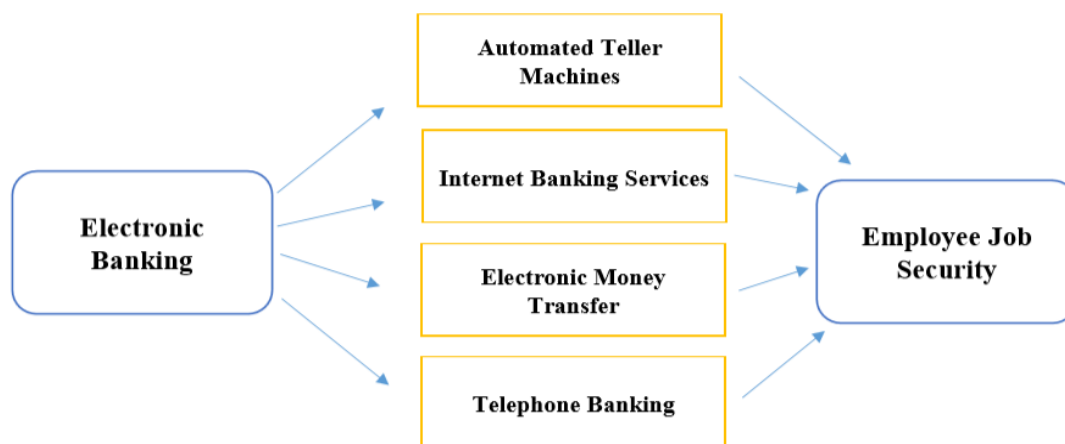 Automated Teller
Machines
Internet Banking Services
Electronic
Banking
Employee Job
Security
Electronic Money
Transfer
Telephone Banking